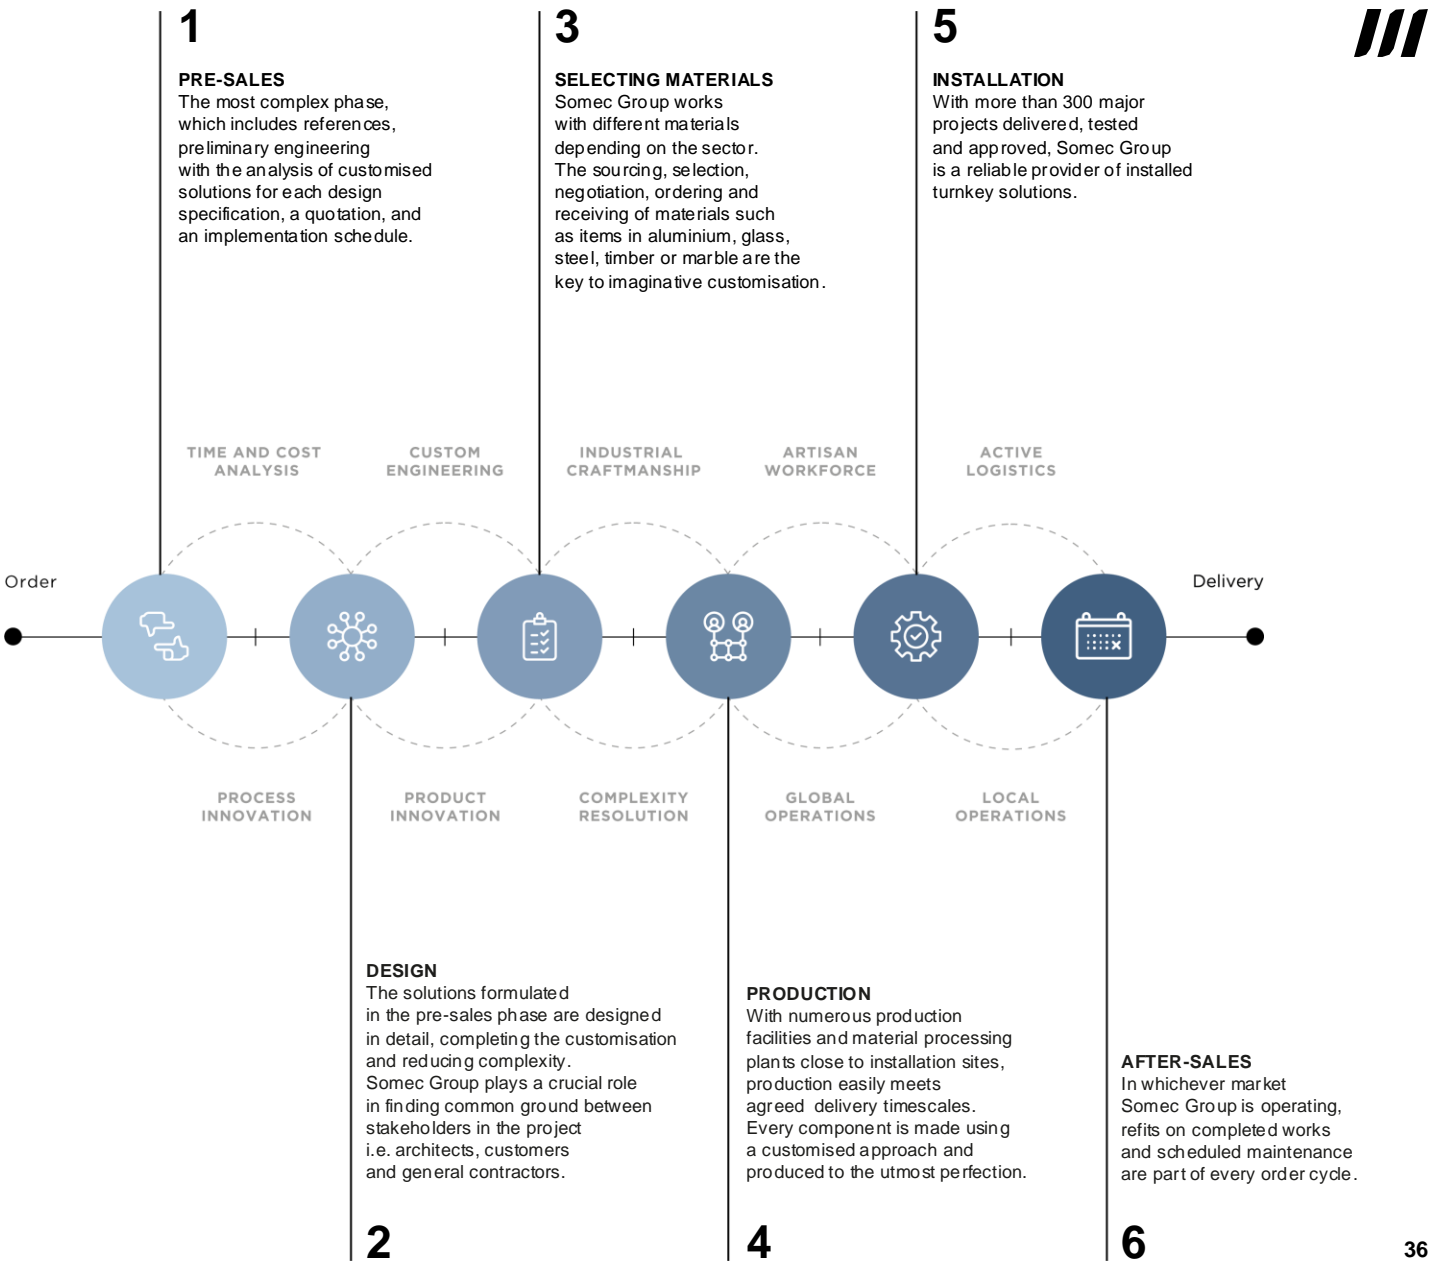 1
PRE-SALES
The most complex phase,
which includes references,
preliminary engineering
with the analysis of customised
solutions for each design
specification, a quotation, and
an implementation schedule.
3
SELECTING MATERIALS
Somec Group works
with different materials
depending on the sector.
The sourcing, selection,
negotiation, ordering and
receiving of materials such
as items in aluminium, glass,
steel, timber or marble are the
key to imaginative customisation.
5
INSTALLATION
With more than 300 major
projects delivered, tested
and approved, Somec Group
is a reliable provider of installed
turnkey solutions.
TIME AND COST
ANALYSIS
CUSTOM
ENGINEERING
INDUSTRIAL
CRAFTMANSHIP
ARTISAN
WORKFORCE
ACTIVE
LOGISTICS
Order
Delivery
PROCESS
INNOVATION
PRODUCT
INNOVATION
COMPLEXITY
RESOLUTION
GLOBAL
OPERATIONS
LOCAL
OPERATIONS
DESIGN
The solutions formulated
in the pre-sales phase are designed
in detail, completing the customisation
and reducing complexity.
Somec Group plays a crucial role
in finding common ground between
stakeholders in the project
i.e. architects, customers
and general contractors.
2
PRODUCTION
With numerous production
facilities and material processing
plants close to installation sites,
production easily meets
agreed delivery timescales.
Every component is made using
a customised approach and
produced to the utmost perfection.
4
AFTER-SALES
In whichever market
Somec Group is operating,
refits on completed works
and scheduled maintenance
are part of every order cycle.
6
36